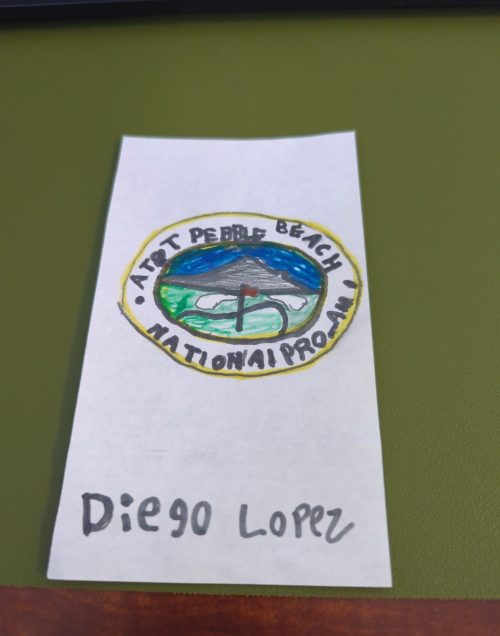 AT&T PEBBLE BEACH
NATIONAl PRO-AM
Diego Lopez